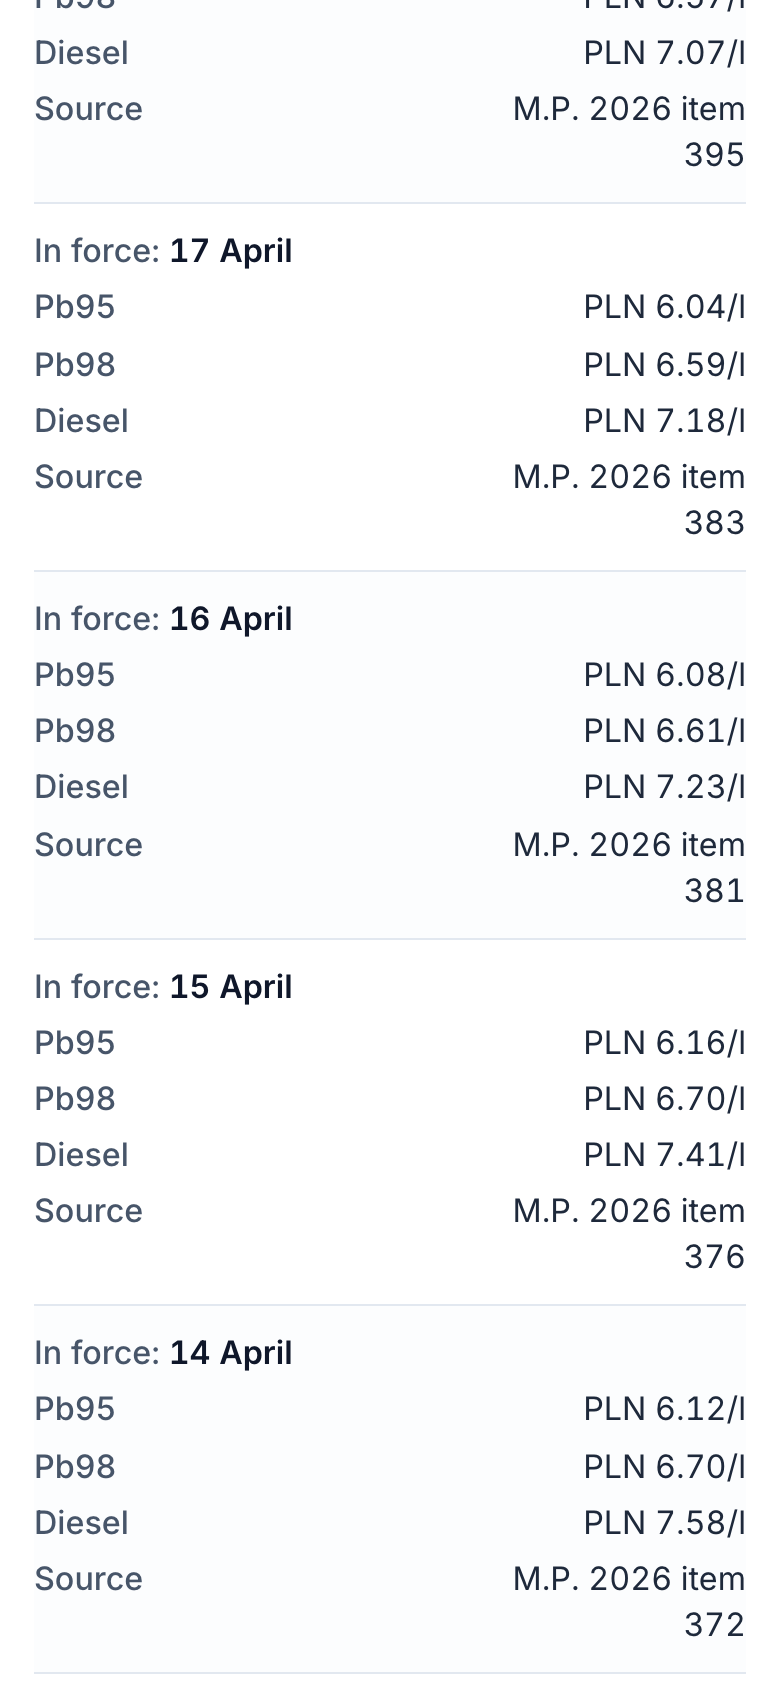 Pb98 PLN 6.57/l
Diesel PLN 7.07/l
Source M.P. 2026 item
395
In force: 17 April
Pb95 PLN 6.04/l
Pb98 PLN 6.59/l
Diesel PLN 7.18/l
Source M.P. 2026 item
383
In force: 16 April
Pb95 PLN 6.08/l
Pb98 PLN 6.61/l
Diesel PLN 7.23/l
Source M.P. 2026 item
381
In force: 15 April
Pb95 PLN 6.16/l
Pb98 PLN 6.70/l
Diesel PLN 7.41/l
Source M.P. 2026 item
376
In force: 14 April
Pb95 PLN 6.12/l
Pb98 PLN 6.70/l
Diesel PLN 7.58/l
Source M.P. 2026 item
372